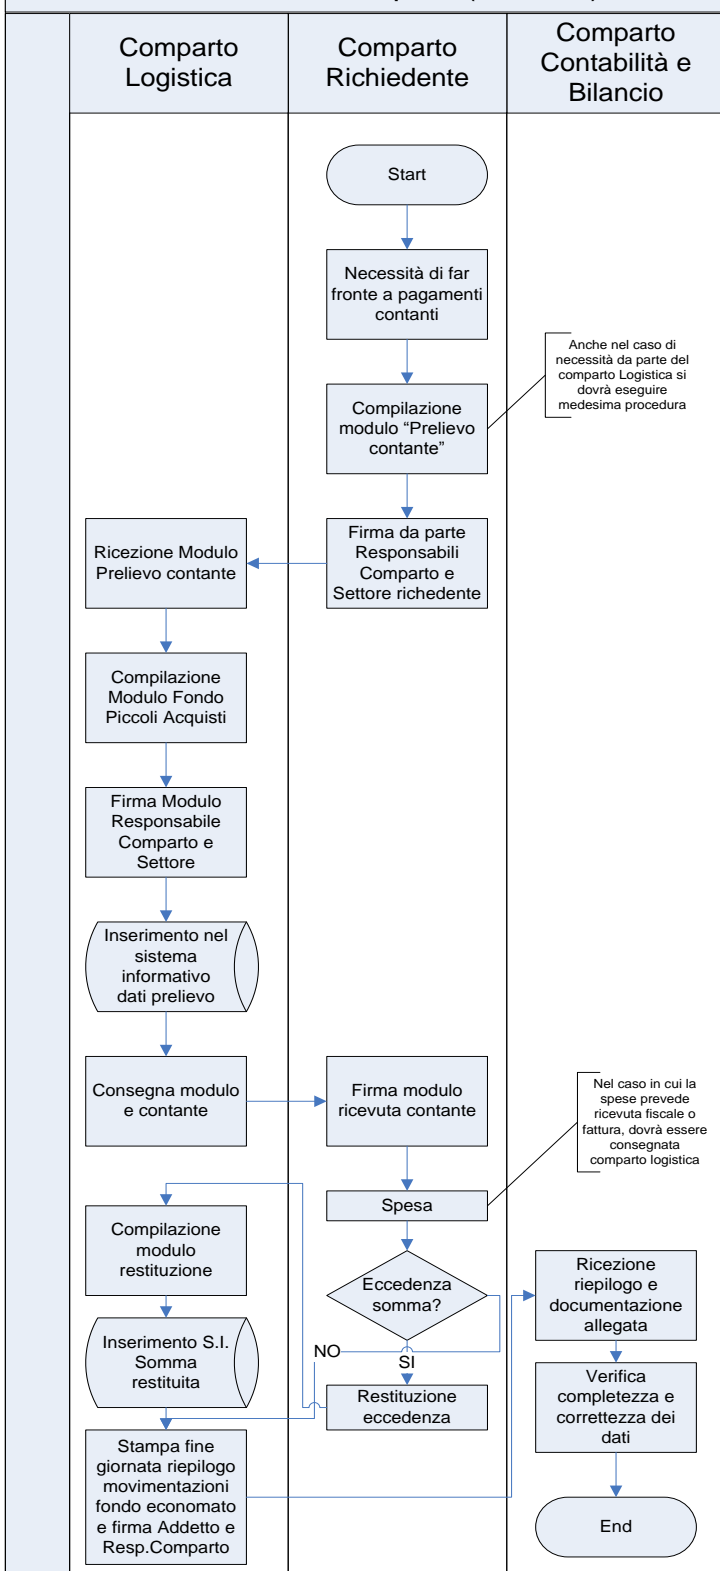 Comparto
Logistica
Comparto
Richiedente
Comparto
Contabilità e
Bilancio
Start
Necessità di far
fronte a pagamenti
contanti
Anche nel caso di
necessità da parte del
comparto Logistica si
dovrà eseguire
medesima procedura
Compilazione
modulo “Prelievo
contante”
Firma da parte
Responsabili
Comparto e
Settore richedente
Ricezione Modulo
Prelievo contante
Compilazione
Modulo Fondo
Piccoli Acquisti
Firma Modulo
Responsabile
Comparto e
Settore
Inserimento nel
sistema
informativo
dati prelievo
Consegna modulo
e contante
Firma modulo
ricevuta contante
Nel caso in cui la
spese prevede
ricevuta fiscale o
fattura, dovrà essere
consegnata
comparto logistica
Spesa
Compilazione
modulo
restituzione
Eccedenza
somma?
Ricezione
riepilogo e
documentazione
allegata
Inserimento S.I.
Somma
restituita
NO
SI
Restituzione
eccedenza
Verifica
completezza e
correttezza dei
dati
Stampa fine
giornata riepilogo
movimentazioni
fondo economato
e firma Addetto e
Resp.Comparto
End